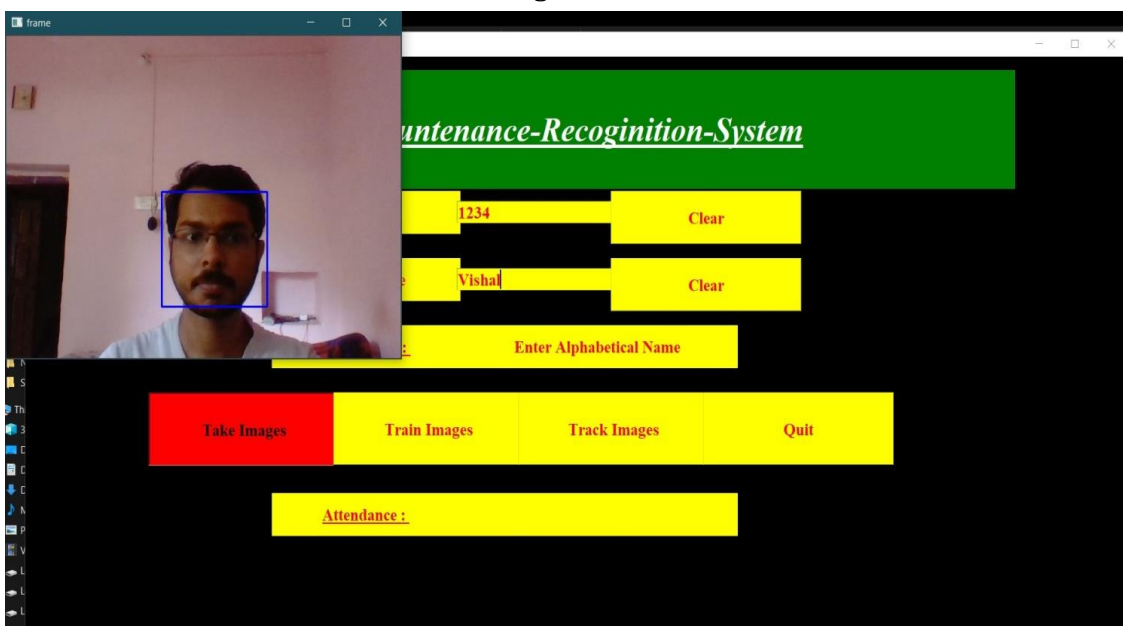 frame
untenance-Recoginition-System
1234
Clear
Vishal
Clear
Enter Alphabetical Name
Take Images
Train Images
Track Images
Quit
Attendance :